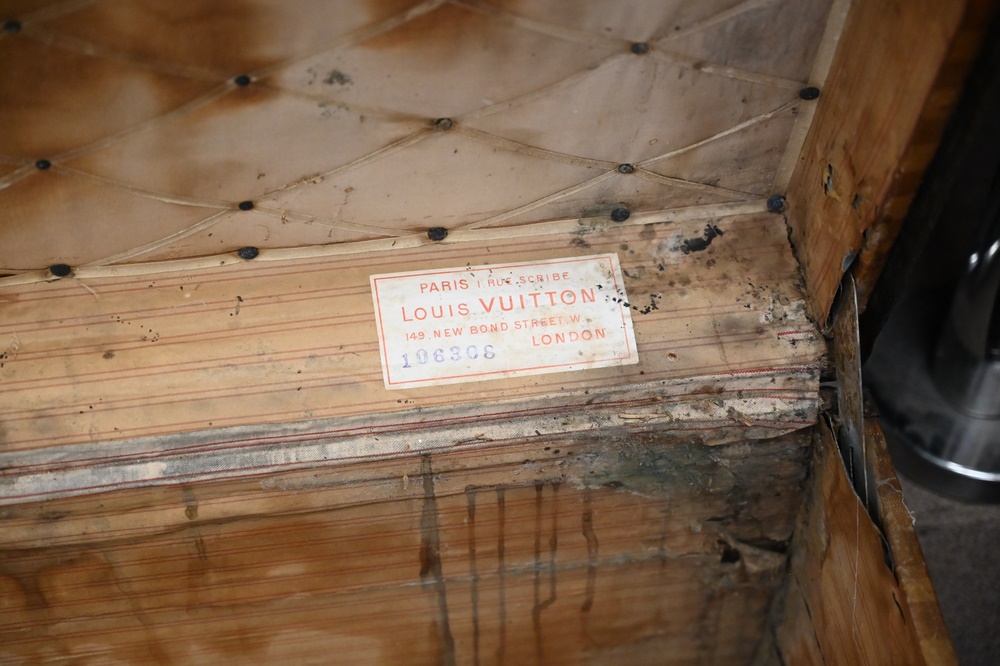 PARIS 1 RUE SCRIBE
LOUIS VUITTON
149. NEW BOND STREET. W.
LONDON
106308